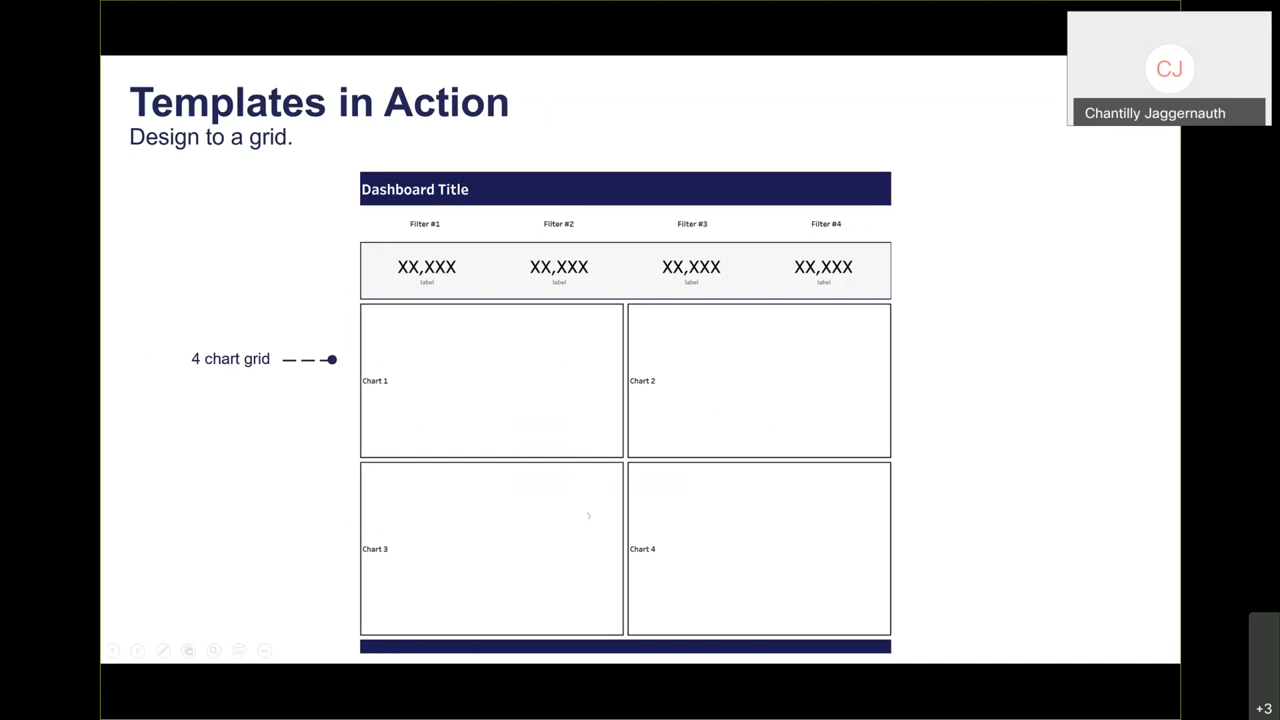 Templates in Action
Design to a grid.
CJ
Chantilly Jaggernauth
Dashboard Title
Filter #1 Filter #2 Filter #3 Filter #4
XX,XXX XX,XXX XX,XXX XX,XXX
label label label label
4 chart grid
Chart 1 Chart 2
Chart 3 Chart 4
+3